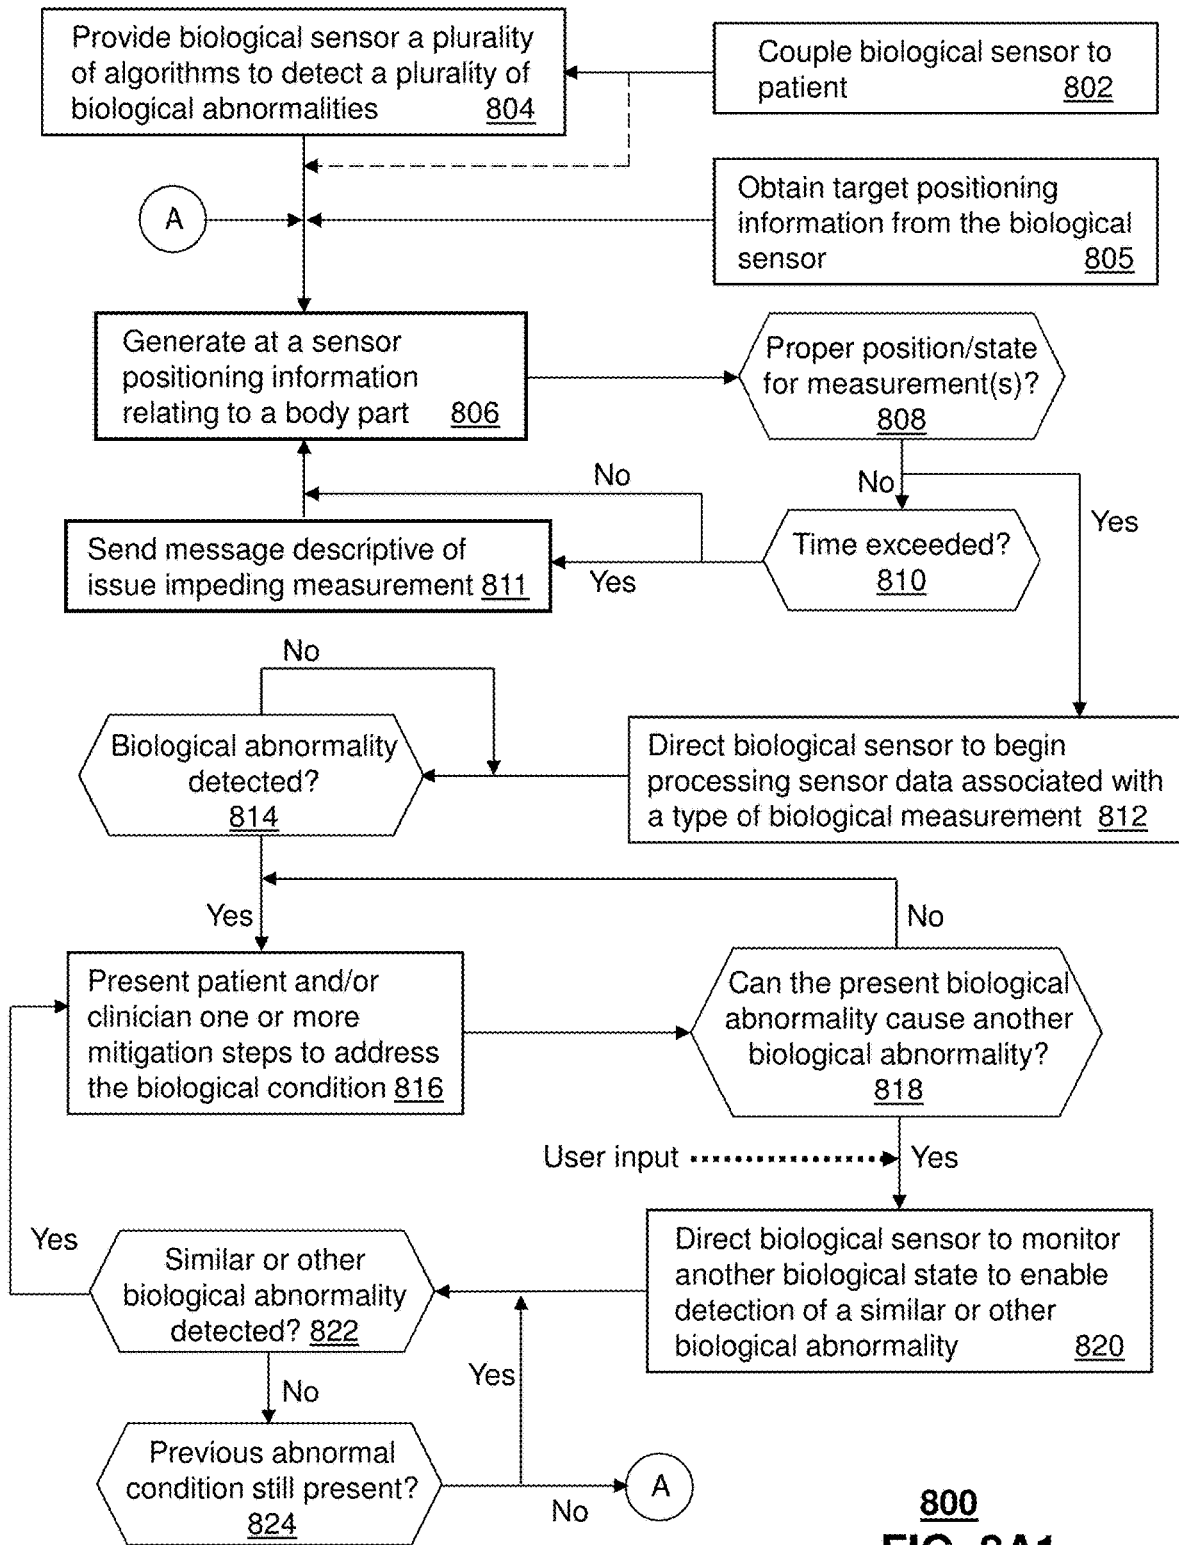 Provide biological sensor a plurality
of algorithms to detect a plurality of
biological abnormalities 804
Couple biological sensor to
patient 802
Obtain target positioning
information from the biological
sensor 805
A
Generate at a sensor
positioning information
relating to a body part 806
Proper position/state
for measurement(s)?
808
No
Yes
No
Time exceeded?
810
Yes
Send message descriptive of
issue impeding measurement 811
No
Biological abnormality
detected?
814
Direct biological sensor to begin
processing sensor data associated with
a type of biological measurement 812
Yes
No
Present patient and/or
clinician one or more
mitigation steps to address
the biological condition 816
Can the present biological
abnormality cause another
biological abnormality?
818
User input
Yes
Direct biological sensor to monitor
another biological state to enable
detection of a similar or other
biological abnormality 820
Yes
Similar or other
biological abnormality
detected? 822
Yes
No
Previous abnormal
condition still present?
824
No
A
800
FIG. 8A1